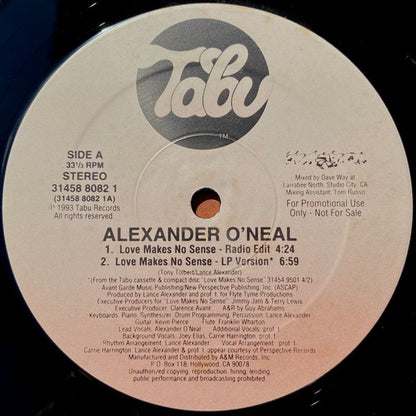 Tabu
TM
SIDE A
33⅓ RPM
STEREO
31458 8082 1
(31458 8082 1A)
℗ 1993 Tabu Records
All rights reserved
Mixed by Dave Way at
Larrabee North, Studio City, CA
Mixing Assistant: Tom Russo
For Promotional Use
Only - Not For Sale
ALEXANDER O'NEAL
1. Love Makes No Sense - Radio Edit 4:24
2. Love Makes No Sense - LP Version* 6:59
(Tony Tolbert/Lance Alexander)
*(From the Tabu cassette & compact disc "Love Makes No Sense" 31454 9501 4/2)
Avant Garde Music Publishing/New Perspective Publishing, Inc. (ASCAP)
Produced by Lance Alexander and prof. t. for Flyte Tyme Productions
Executive Producers for "Love Makes No Sense": Jimmy Jam & Terry Lewis
Executive Producer: Clarence Avant A&R by Guy Abrahams
Keyboards, Piano, Synthesizer, Drum Programming, Percussion: Lance Alexander
Guitar: Kevin Pierce Flute: Franklin Wharton
Lead Vocals: Alexander O'Neal Additional Vocals: prof. t.
Background Vocals: Joey Elias, Carrie Harrington, prof. t.
Rhythm Arrangement: Lance Alexander Vocal Arrangement: prof. t.
Carrie Harrington, Lance Alexander & prof. t. appear courtesy of Perspective Records
Manufactured and Distributed by A&M Records, Inc.
P.O. Box 118, Hollywood, CA 90078
Unauthorized copying, reproduction, hiring, lending,
public performance and broadcasting prohibited.